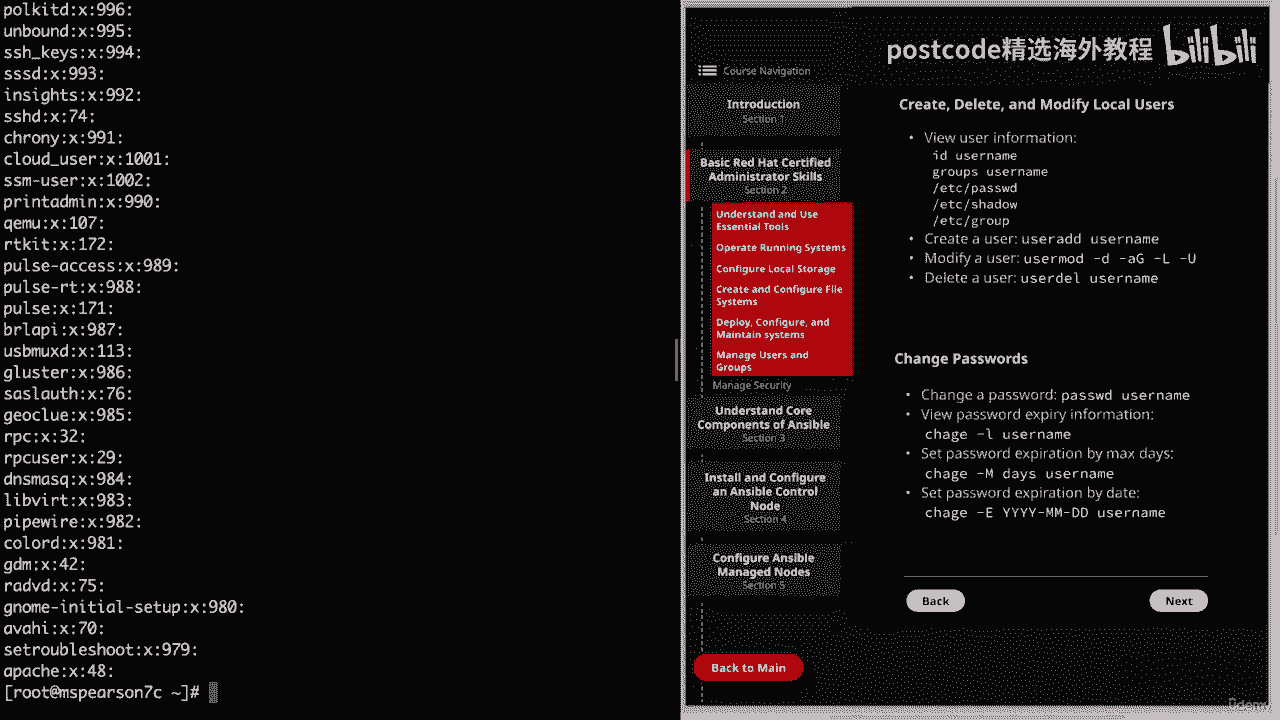 polkitd:x:996:
unbound:x:995:
ssh_keys:x:994:
sssd:x:993:
insights:x:992:
sshd:x:74:
chrony:x:991:
cloud_user:x:1001:
ssm-user:x:1002:
printadmin:x:990:
qemu:x:107:
rtkit:x:172:
pulse-access:x:989:
pulse-rt:x:988:
pulse:x:171:
brlapi:x:987:
usbmuxd:x:113:
gluster:x:986:
saslauth:x:76:
geoclue:x:985:
rpc:x:32:
rpcuser:x:29:
dnsmasq:x:984:
libvirt:x:983:
pipewire:x:982:
colord:x:981:
gdm:x:42:
radvd:x:75:
gnome-initial-setup:x:980:
avahi:x:70:
setroubleshoot:x:979:
apache:x:48:
[root@mspearson7c ~]#
postcode精选海外教程 bilibili
Course Navigation
Introduction
Section 1
Basic Red Hat Certified
Administrator Skills
Section 2
Understand and Use
Essential Tools
Operate Running Systems
Configure Local Storage
Create and Configure File
Systems
Deploy, Configure, and
Maintain systems
Manage Users and
Groups
Manage Security
Understand Core
Components of Ansible
Section 3
Install and Configure
an Ansible Control
Node
Section 4
Configure Ansible
Managed Nodes
Section 5
Back to Main
Create, Delete, and Modify Local Users
• View user information:
id username
groups username
/etc/passwd
/etc/shadow
/etc/group
• Create a user: useradd username
• Modify a user: usermod -d -aG -L -U
• Delete a user: userdel username
Change Passwords
• Change a password: passwd username
• View password expiry information:
chage -l username
• Set password expiration by max days:
chage -M days username
• Set password expiration by date:
chage -E YYYY-MM-DD username
Back
Next
ûdemy